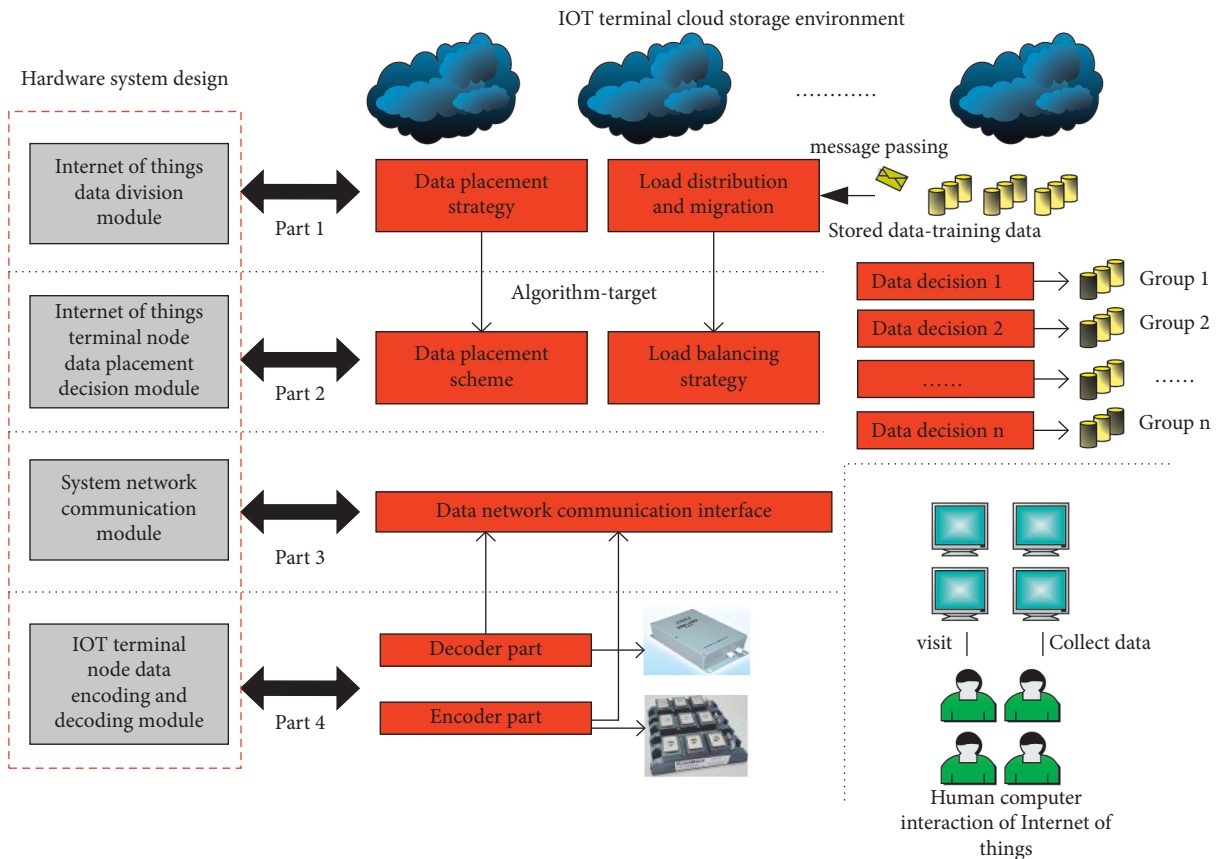 IOT terminal cloud storage environment
Hardware system design
............
Internet of things
data division
module
Part 1
Data placement
strategy
Load distribution
and migration
message passing
Stored data-training data
Internet of things
terminal node
data placement
decision module
Part 2
Algorithm-target
Data placement
scheme
Load balancing
strategy
Data decision 1
Group 1
Data decision 2
Group 2
......
......
Data decision n
Group n
System network
communication
module
Part 3
Data network communication interface
IOT terminal
node data
encoding and
decoding module
Part 4
Decoder part
Encoder part
visit
Collect data
Human computer
interaction of Internet of
things